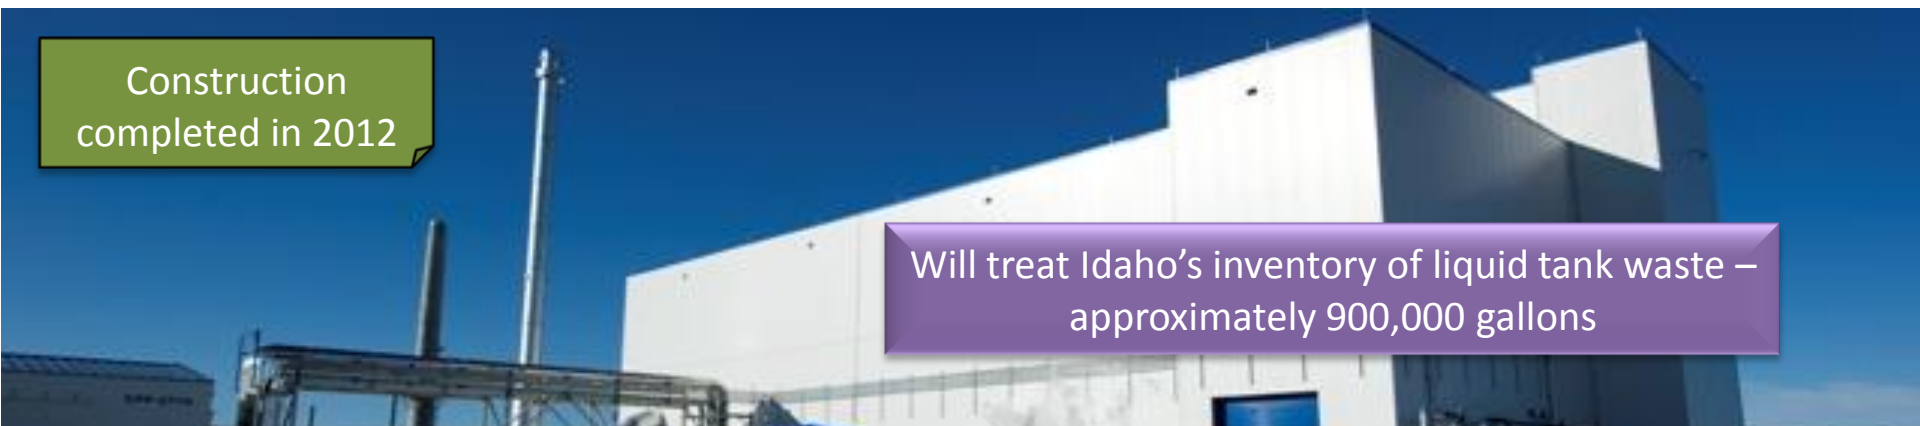 Construction
completed in 2012
Will treat Idaho’s inventory of liquid tank waste –
approximately 900,000 gallons